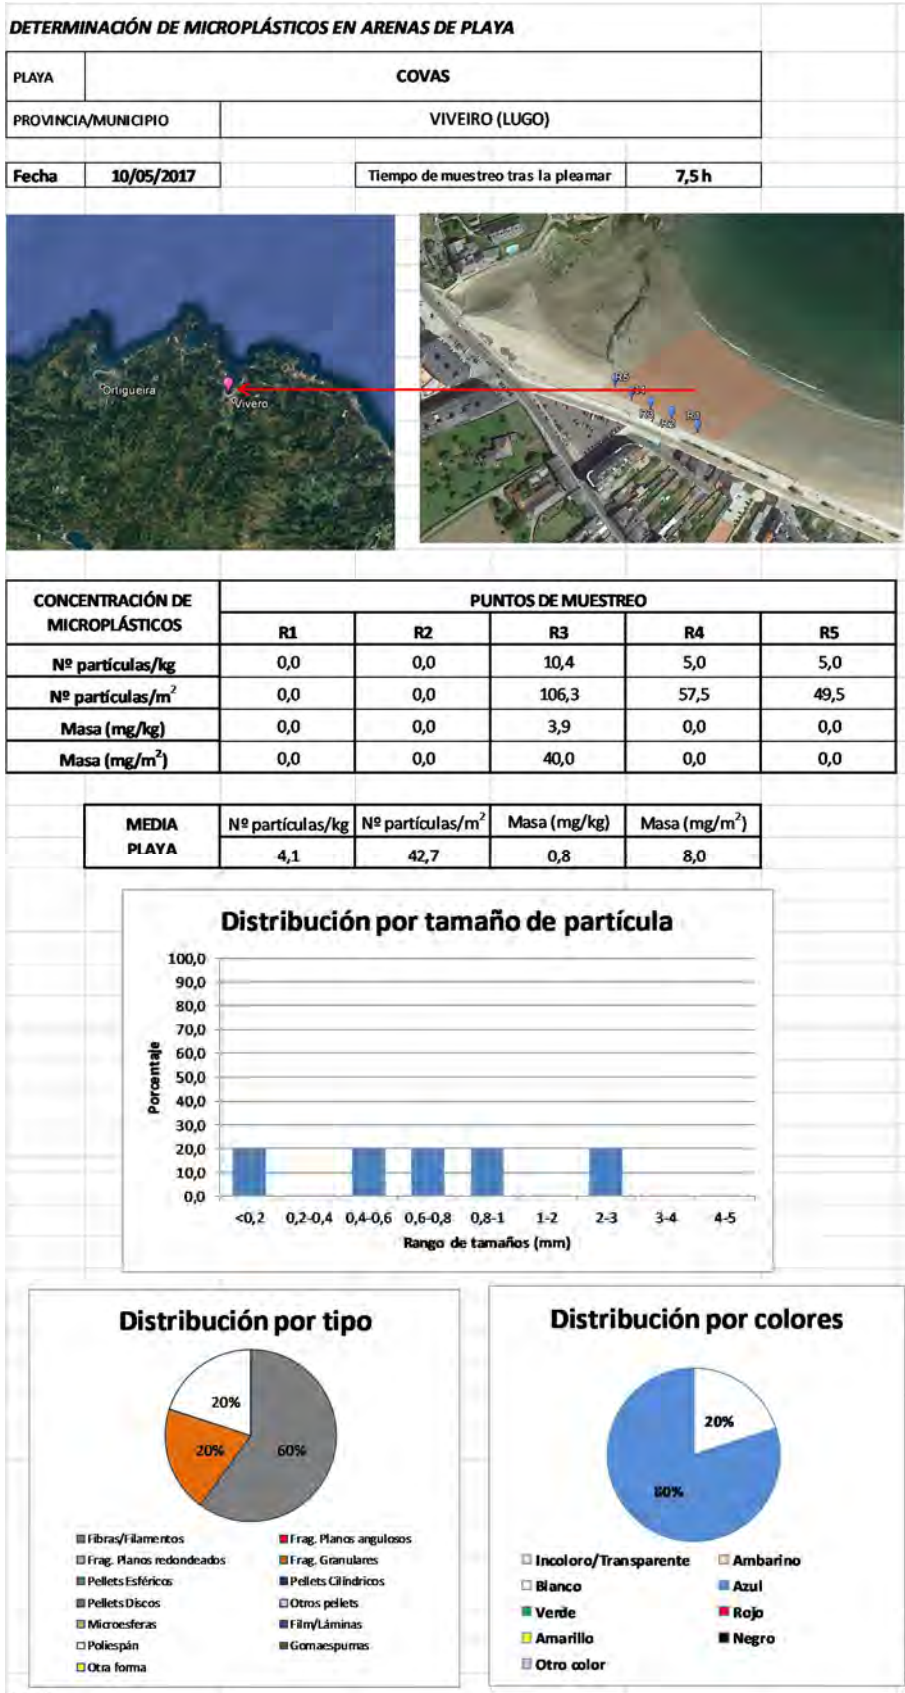 DETERMINACIÓN DE MICROPLÁSTICOS EN ARENAS DE PLAYA
PLAYA COVAS
PROVINCIA/MUNICIPIO VIVEIRO (LUGO)
Fecha 10/05/2017 Tiempo de muestreo tras la pleamar 7,5 h
Ortigueira
Vivero
R5
R3
R2
R1
CONCENTRACIÓN DE MICROPLÁSTICOS PUNTOS DE MUESTREO
R1 R2 R3 R4 R5
Nº partículas/kg 0,0 0,0 10,4 5,0 5,0
Nº partículas/m² 0,0 0,0 106,3 57,5 49,5
Masa (mg/kg) 0,0 0,0 3,9 0,0 0,0
Masa (mg/m²) 0,0 0,0 40,0 0,0 0,0
MEDIA PLAYA Nº partículas/kg Nº partículas/m² Masa (mg/kg) Masa (mg/m²)
4,1 42,7 0,8 8,0
Distribución por tamaño de partícula
Porcentaje
100,0
90,0
80,0
70,0
60,0
50,0
40,0
30,0
20,0
10,0
0,0
<0,2 0,2-0,4 0,4-0,6 0,6-0,8 0,8-1 1-2 2-3 3-4 4-5
Rango de tamaños (mm)
Distribución por tipo
20%
20% 60%
Fibras/Filamentos Frag. Planos angulosos
Frag. Planos redondeados Frag. Granulares
Pellets Esféricos Pellets Cilíndricos
Pellets Discos Otros pellets
Microesferas Film/Láminas
Poliespán Gomaespumas
Otra forma
Distribución por colores
20%
80%
Incoloro/Transparente Ambarino
Blanco Azul
Verde Rojo
Amarillo Negro
Otro color